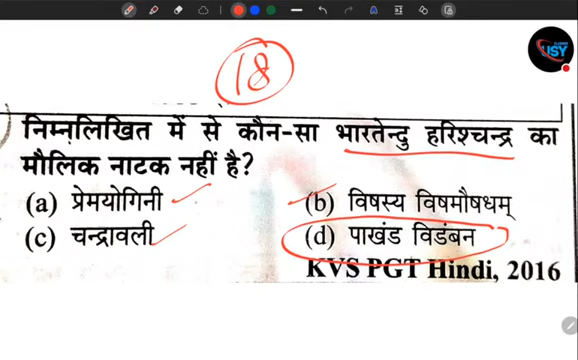 18
निम्नलिखित में से कौन-सा भारतेन्दु हरिश्चन्द्र का
मौलिक नाटक नहीं है?
(a) प्रेमयोगिनी
(b) विषस्य विषमौषधम्
(c) चन्द्रावली
(d) पाखंड विडंबन
KVS PGT Hindi, 2016